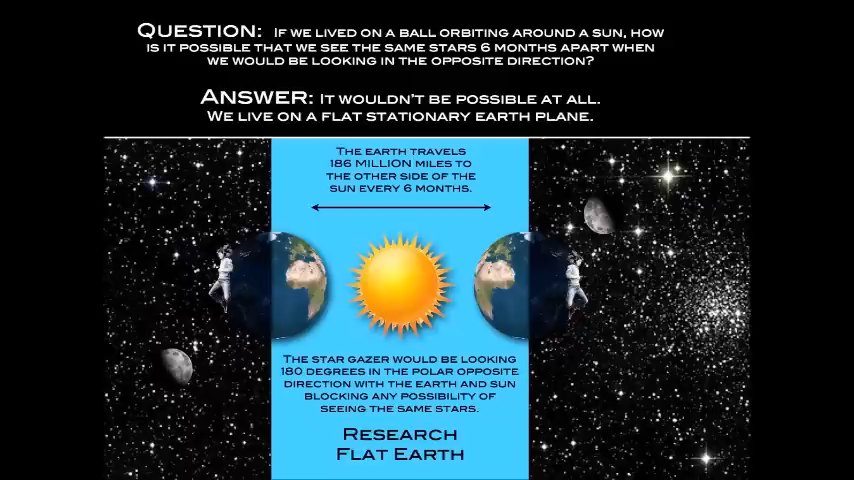 QUESTION: IF WE LIVED ON A BALL ORBITING AROUND A SUN, HOW
IS IT POSSIBLE THAT WE SEE THE SAME STARS 6 MONTHS APART WHEN
WE WOULD BE LOOKING IN THE OPPOSITE DIRECTION?
ANSWER: IT WOULDN'T BE POSSIBLE AT ALL.
WE LIVE ON A FLAT STATIONARY EARTH PLANE.
THE EARTH TRAVELS
186 MILLION MILES TO
THE OTHER SIDE OF THE
SUN EVERY 6 MONTHS.
THE STAR GAZER WOULD BE LOOKING
180 DEGREES IN THE POLAR OPPOSITE
DIRECTION WITH THE EARTH AND SUN
BLOCKING ANY POSSIBILITY OF
SEEING THE SAME STARS.
RESEARCH
FLAT EARTH